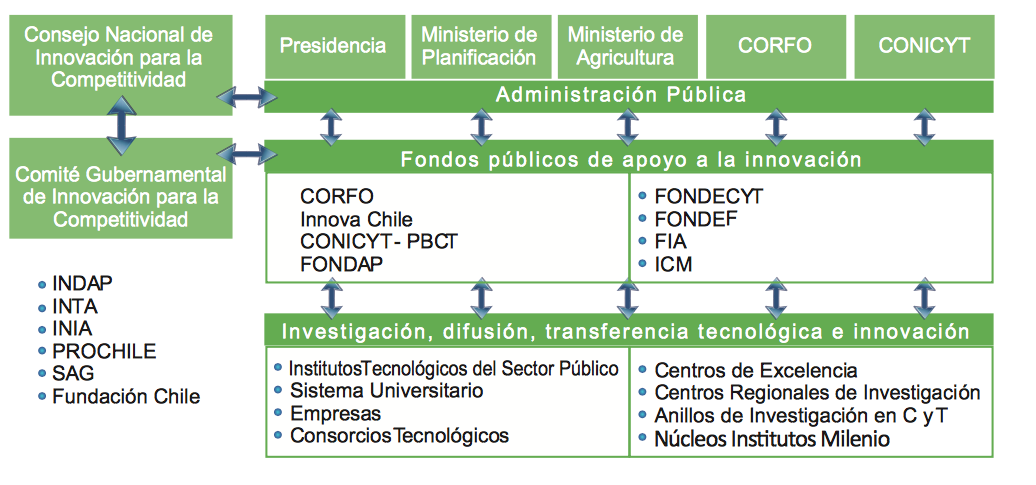 Consejo Nacional de
Innovación para la
Competitividad
Presidencia
Ministerio de
Planificación
Ministerio de
Agricultura
CORFO
CONICYT
Administración Pública
Comité Gubernamental
de Innovación para la
Competitividad
Fondos públicos de apoyo a la innovación
CORFO
Innova Chile
CONICYT - PBCT
FONDAP
• FONDECYT
• FONDEF
• FIA
• ICM
• INDAP
• INTA
• INIA
• PROCHILE
• SAG
• Fundación Chile
Investigación, difusión, transferencia tecnológica e innovación
• InstitutosTecnológicos del Sector Público
• Sistema Universitario
• Empresas
• ConsorciosTecnológicos
• Centros de Excelencia
• Centros Regionales de Investigación
• Anillos de Investigación en C y T
• Núcleos Institutos Milenio